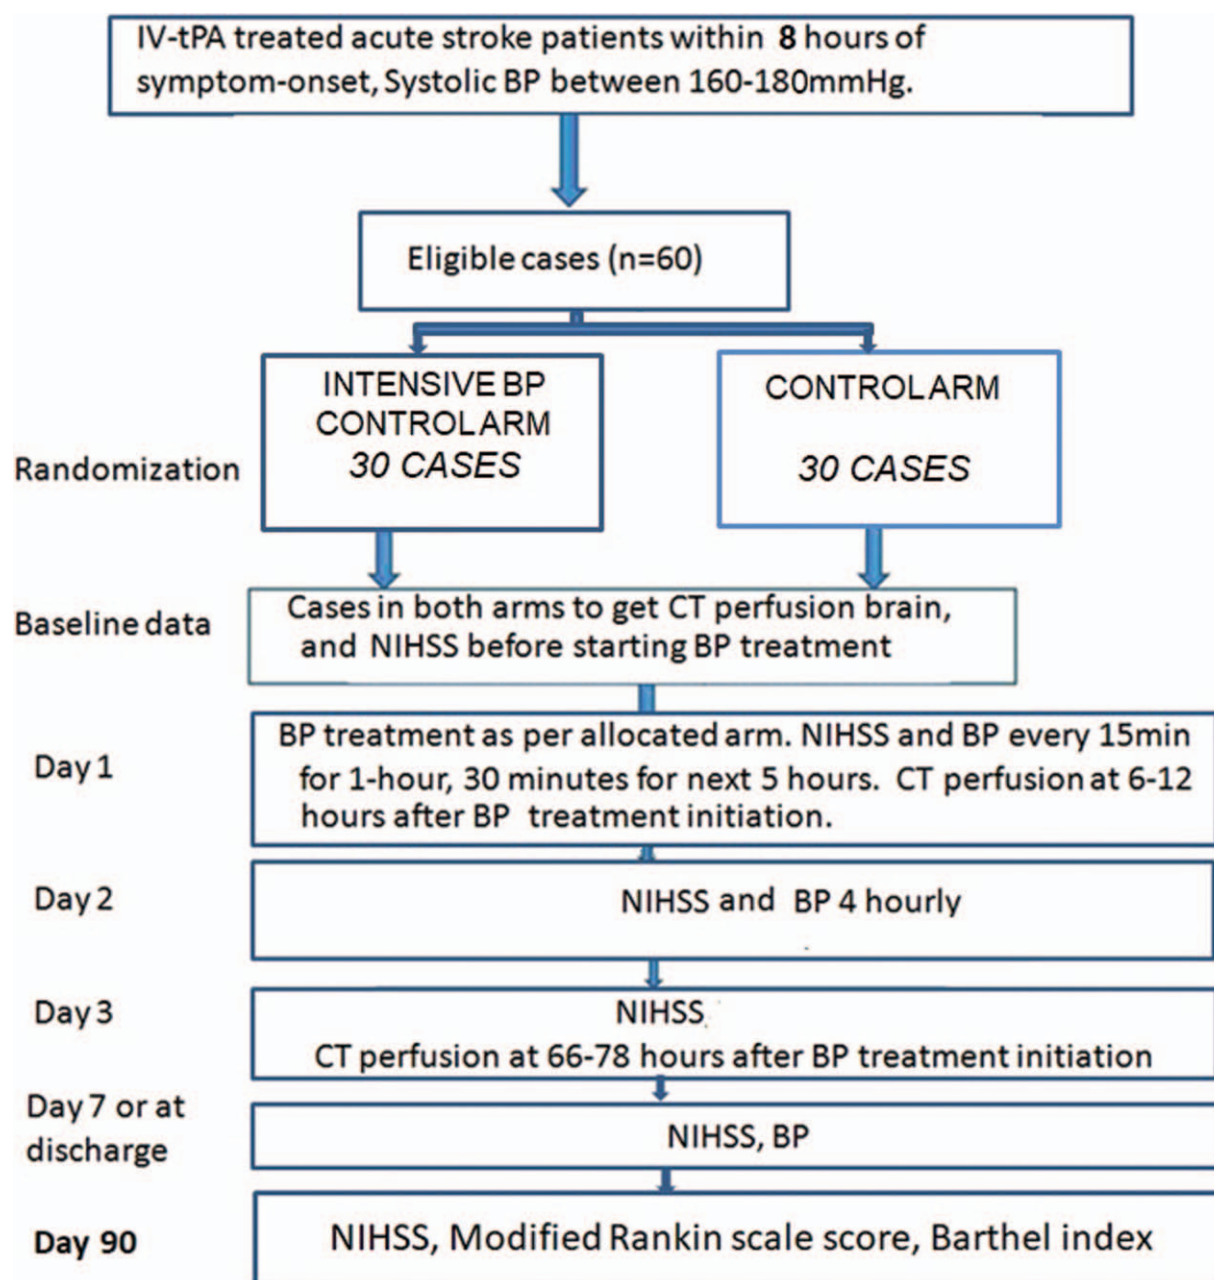 IV-tPA treated acute stroke patients within 8 hours of
symptom-onset, Systolic BP between 160-180mmHg.
Eligible cases (n=60)
INTENSIVE BP
CONTROL ARM
30 CASES
CONTROL ARM
30 CASES
Randomization
Baseline data
Cases in both arms to get CT perfusion brain,
and NIHSS before starting BP treatment
Day 1
BP treatment as per allocated arm. NIHSS and BP every 15min
for 1-hour, 30 minutes for next 5 hours. CT perfusion at 6-12
hours after BP treatment initiation.
Day 2
NIHSS and BP 4 hourly
Day 3
NIHSS
CT perfusion at 66-78 hours after BP treatment initiation
Day 7 or at
discharge
NIHSS, BP
Day 90
NIHSS, Modified Rankin scale score, Barthel index